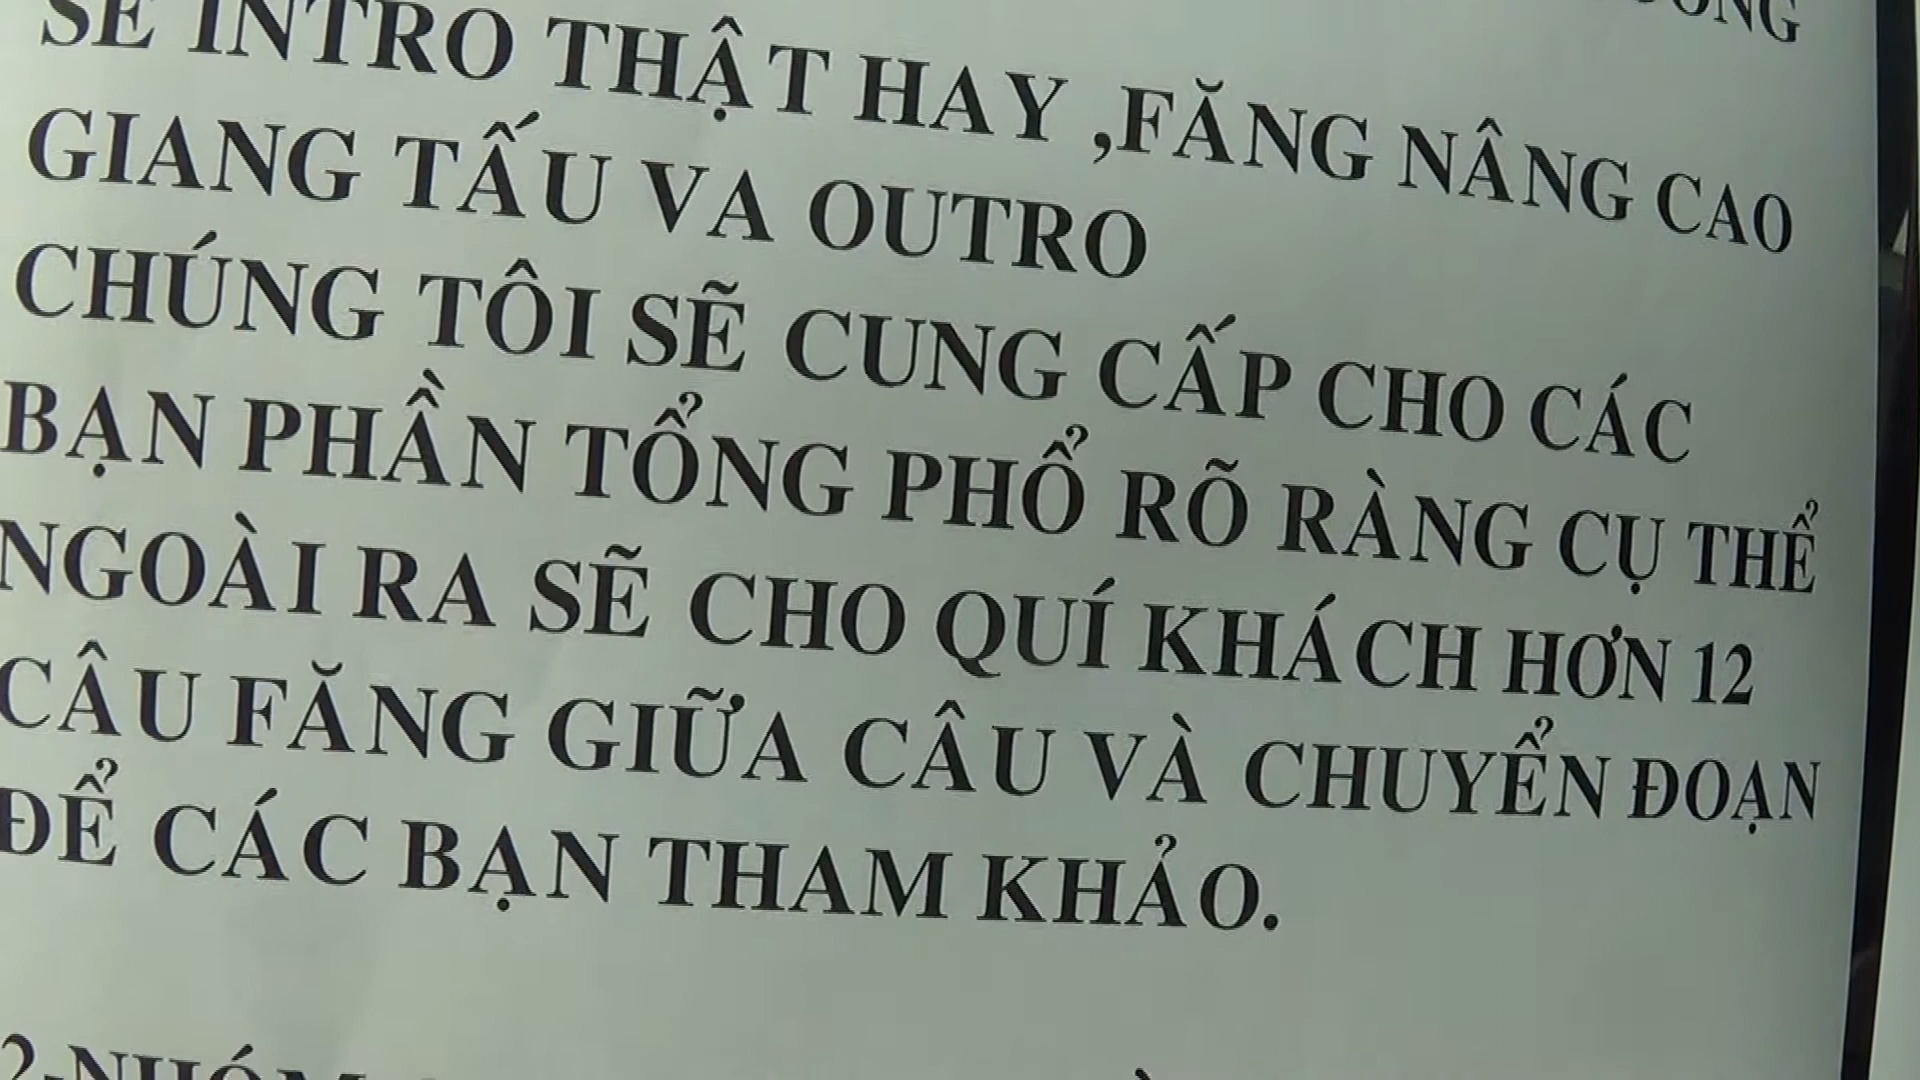 SẼ INTRO THẬT HAY ,FĂNG NÂNG CAO
GIANG TẤU VA OUTRO
CHÚNG TÔI SẼ CUNG CẤP CHO CÁC
BẠN PHẦN TỔNG PHỔ RÕ RÀNG CỤ THỂ
NGOÀI RA SẼ CHO QUÍ KHÁCH HƠN 12
CÂU FĂNG GIỮA CÂU VÀ CHUYỂN ĐOẠN
ĐỂ CÁC BẠN THAM KHẢO.
2-NHÓM